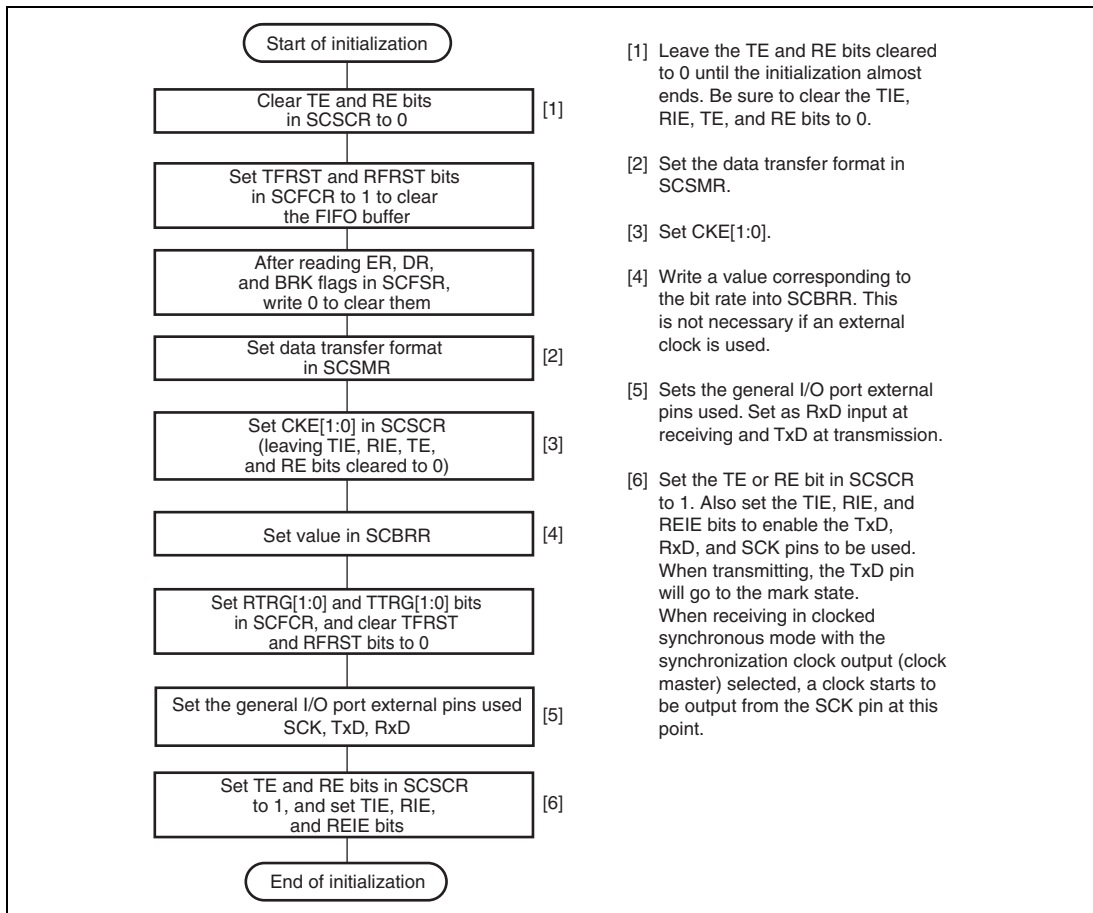 Start of initialization
Clear TE and RE bits
in SCSCR to 0
[1]
Set TFRST and RFRST bits
in SCFCR to 1 to clear
the FIFO buffer
After reading ER, DR,
and BRK flags in SCFSR,
write 0 to clear them
Set data transfer format
in SCSMR
[2]
Set CKE[1:0] in SCSCR
(leaving TIE, RIE, TE,
and RE bits cleared to 0)
[3]
Set value in SCBRR
[4]
Set RTRG[1:0] and TTRG[1:0] bits
in SCFCR, and clear TFRST
and RFRST bits to 0
Set the general I/O port external pins used
SCK, TxD, RxD
[5]
Set TE and RE bits in SCSCR
to 1, and set TIE, RIE,
and REIE bits
[6]
End of initialization
[1] Leave the TE and RE bits cleared
to 0 until the initialization almost
ends. Be sure to clear the TIE,
RIE, TE, and RE bits to 0.
[2] Set the data transfer format in
SCSMR.
[3] Set CKE[1:0].
[4] Write a value corresponding to
the bit rate into SCBRR. This
is not necessary if an external
clock is used.
[5] Sets the general I/O port external
pins used. Set as RxD input at
receiving and TxD at transmission.
[6] Set the TE or RE bit in SCSCR
to 1. Also set the TIE, RIE, and
REIE bits to enable the TxD,
RxD, and SCK pins to be used.
When transmitting, the TxD pin
will go to the mark state.
When receiving in clocked
synchronous mode with the
synchronization clock output (clock
master) selected, a clock starts to
be output from the SCK pin at this
point.